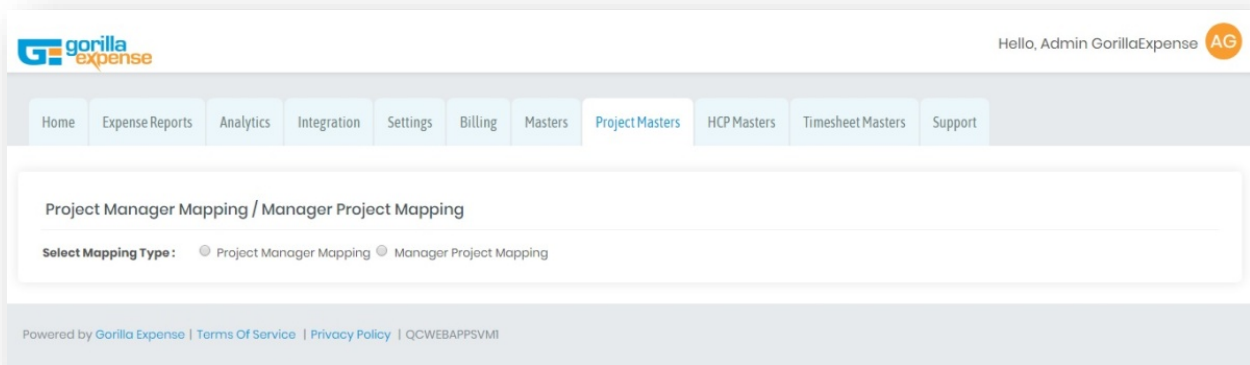 GE gorilla
expense
Hello, Admin GorillaExpense AG
Home Expense Reports Analytics Integration Settings Billing Masters Project Masters HCP Masters Timesheet Masters Support
Project Manager Mapping / Manager Project Mapping
Select Mapping Type : Project Manager Mapping Manager Project Mapping
Powered by Gorilla Expense | Terms Of Service | Privacy Policy | QCWEBAPPSVM1